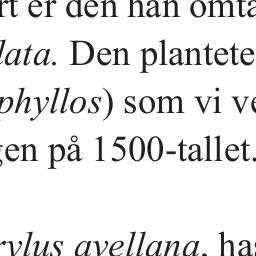 rt er den han omta
lata. Den plantete
phyllos) som vi ve
gen på 1500-tallet.
rylus avellana, has